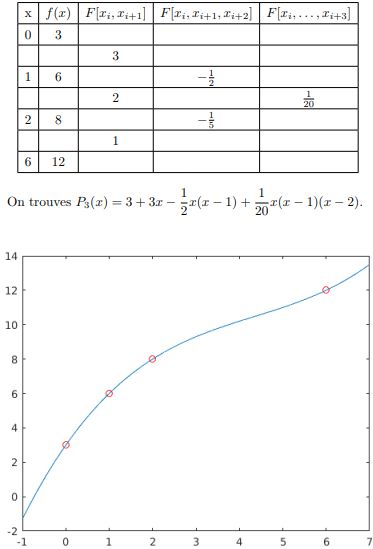 x f(x) F[x_i, x_{i+1}] F[x_i, x_{i+1}, x_{i+2}] F[x_i, . . . , x_{i+3}]
0 3
3
1 6 −1/2
2 1/20
2 8 −1/5
1
6 12
On trouves P_3(x) = 3 + 3x − 1/2 x(x − 1) + 1/20 x(x − 1)(x − 2).
14
12
10
8
6
4
2
0
-2
-1 0 1 2 3 4 5 6 7